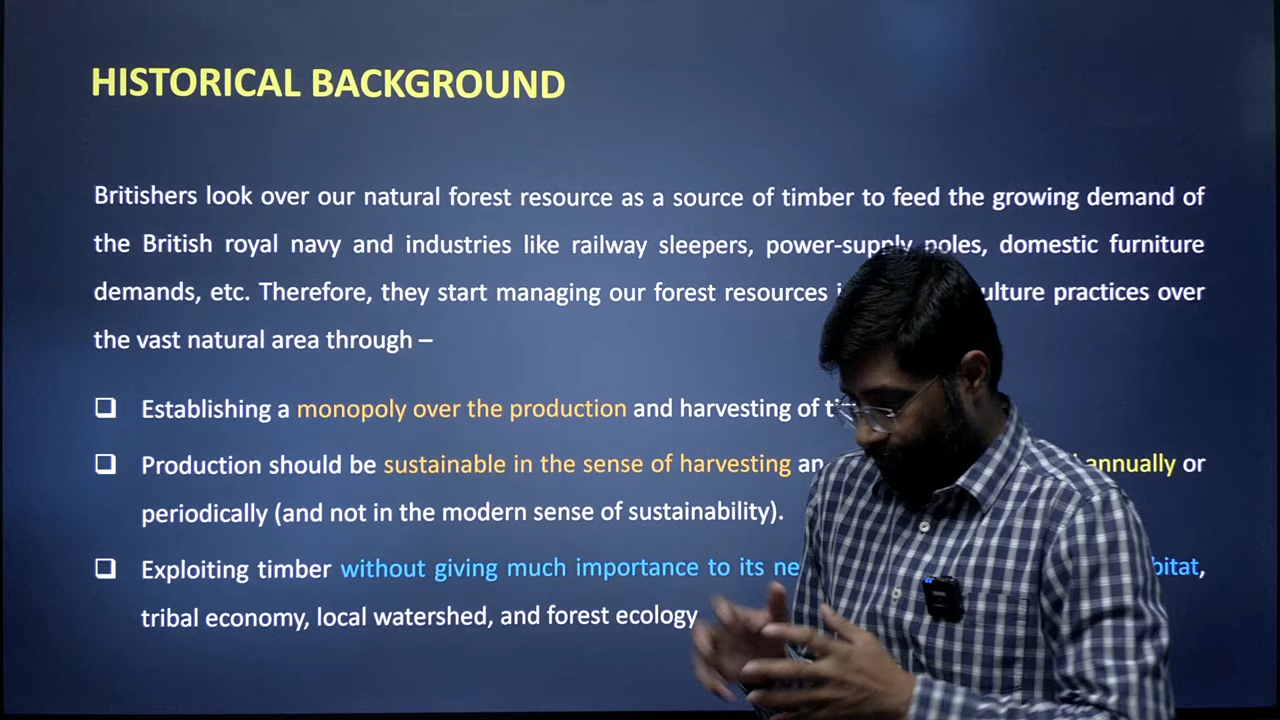 HISTORICAL BACKGROUND
Britishers look over our natural forest resource as a source of timber to feed the growing demand of
the British royal navy and industries like railway sleepers, power-supply poles, domestic furniture
demands, etc. Therefore, they start managing our forest resources practices over
the vast natural area through –
❑ Establishing a monopoly over the production and harvesting of
❑ Production should be sustainable in the sense of harvesting annually or
periodically (and not in the modern sense of sustainability).
❑ Exploiting timber without giving much importance to its
tribal economy, local watershed, and forest ecology